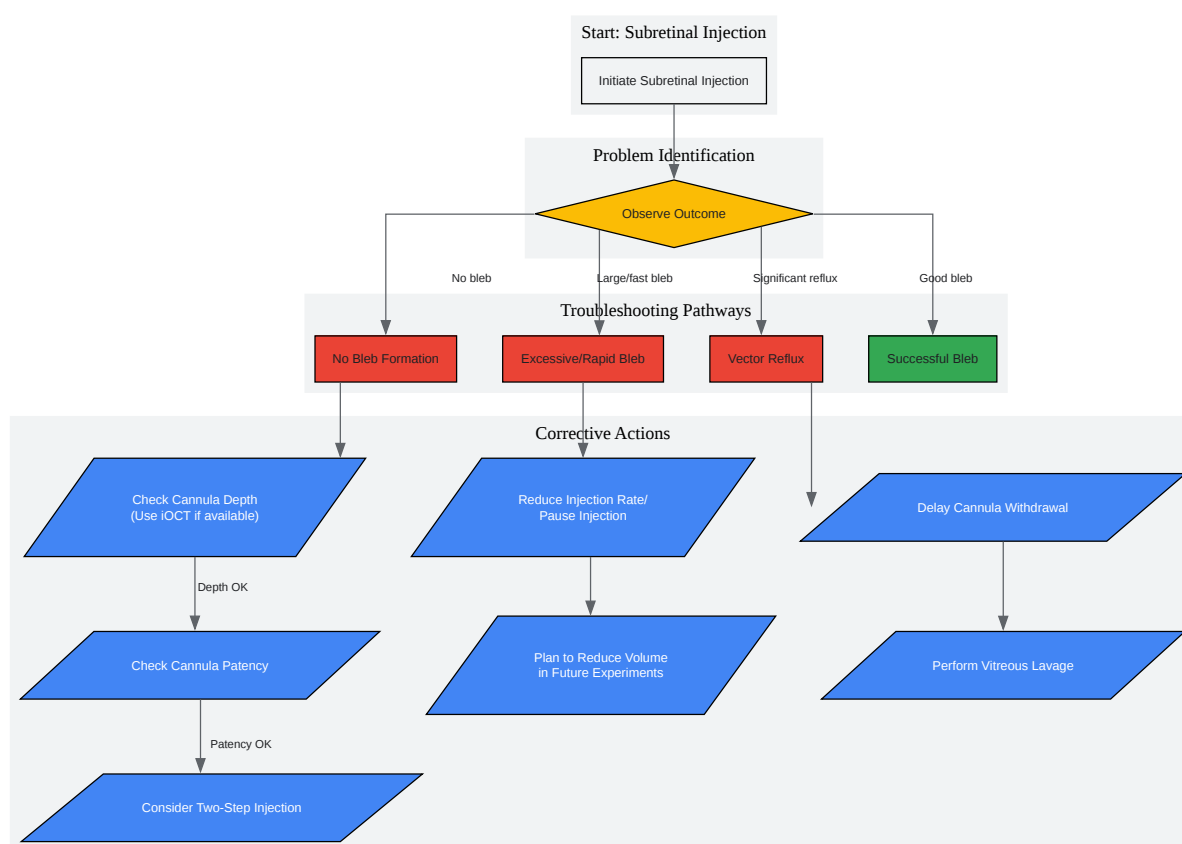 Start: Subretinal Injection
Initiate Subretinal Injection
Problem Identification
Observe Outcome
No bleb
Large/fast bleb
Significant reflux
Good bleb
Troubleshooting Pathways
No Bleb Formation
Excessive/Rapid Bleb
Vector Reflux
Successful Bleb
Corrective Actions
Check Cannula Depth
(Use iOCT if available)
Reduce Injection Rate/
Pause Injection
Delay Cannula Withdrawal
Depth OK
Check Cannula Patency
Plan to Reduce Volume
in Future Experiments
Perform Vitreous Lavage
Patency OK
Consider Two-Step Injection